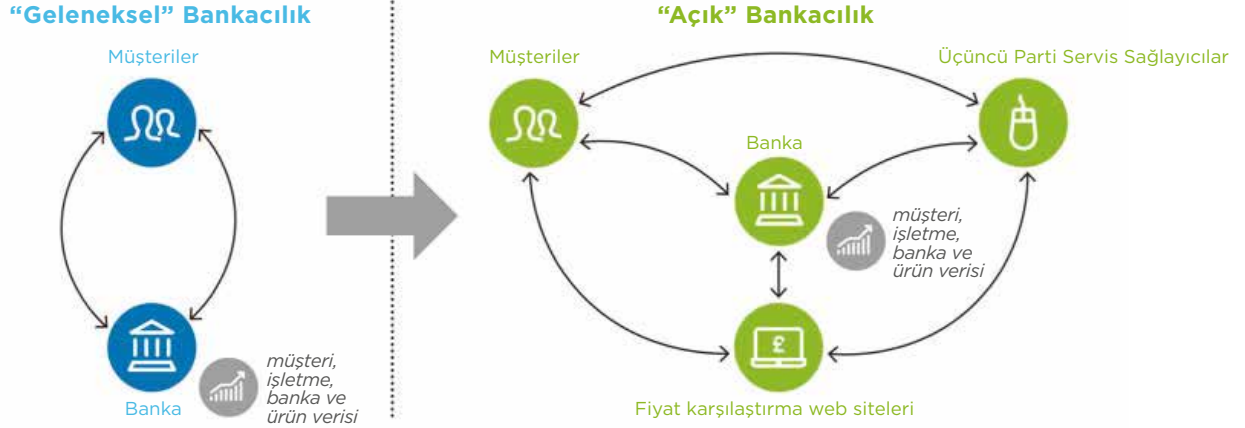 “Geleneksel” Bankacılık
Müşteriler
Banka
müşteri,
işletme,
banka ve
ürün verisi
“Açık” Bankacılık
Müşteriler
Üçüncü Parti Servis Sağlayıcılar
Banka
müşteri,
işletme,
banka ve
ürün verisi
£
Fiyat karşılaştırma web siteleri